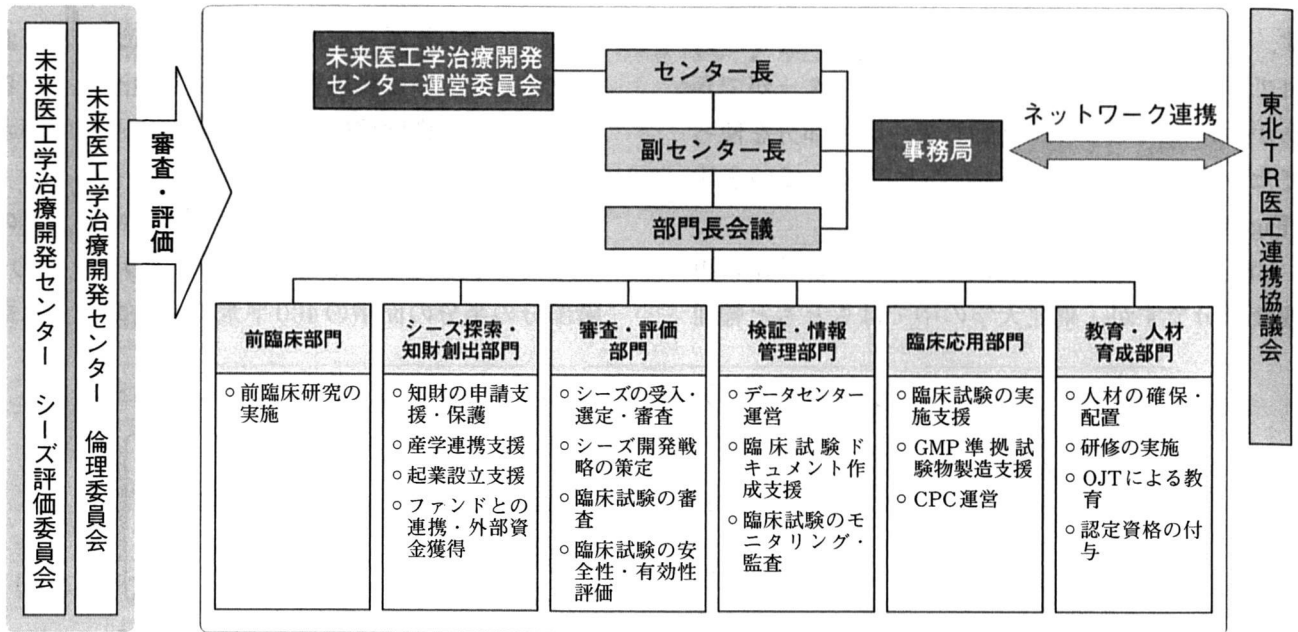 未来医工学治療開発センター シーズ評価委員会
未来医工学治療開発センター 倫理委員会
審査・評価
未来医工学治療開発
センター運営委員会
センター長
副センター長
部門長会議
事務局
ネットワーク連携
東北TR医工連携協議会
前臨床部門
○前臨床研究の
実施
シーズ探索・
知財創出部門
○知財の申請支
援・保護
○産学連携支援
○起業設立支援
○ファンドとの
連携・外部資
金獲得
審査・評価
部門
○シーズの受入・
選定・審査
○シーズ開発戦
略の策定
○臨床試験の審
査
○臨床試験の安
全性・有効性
評価
検証・情報
管理部門
○データセンター
運営
○臨床試験ド
キュメント作
成支援
○臨床試験のモ
ニタリング・
監査
臨床応用部門
○臨床試験の実
施支援
○GMP準拠試
験物製造支援
○CPC運営
教育・人材
育成部門
○人材の確保・
配置
○研修の実施
○OJTによる教
育
○認定資格の付
与